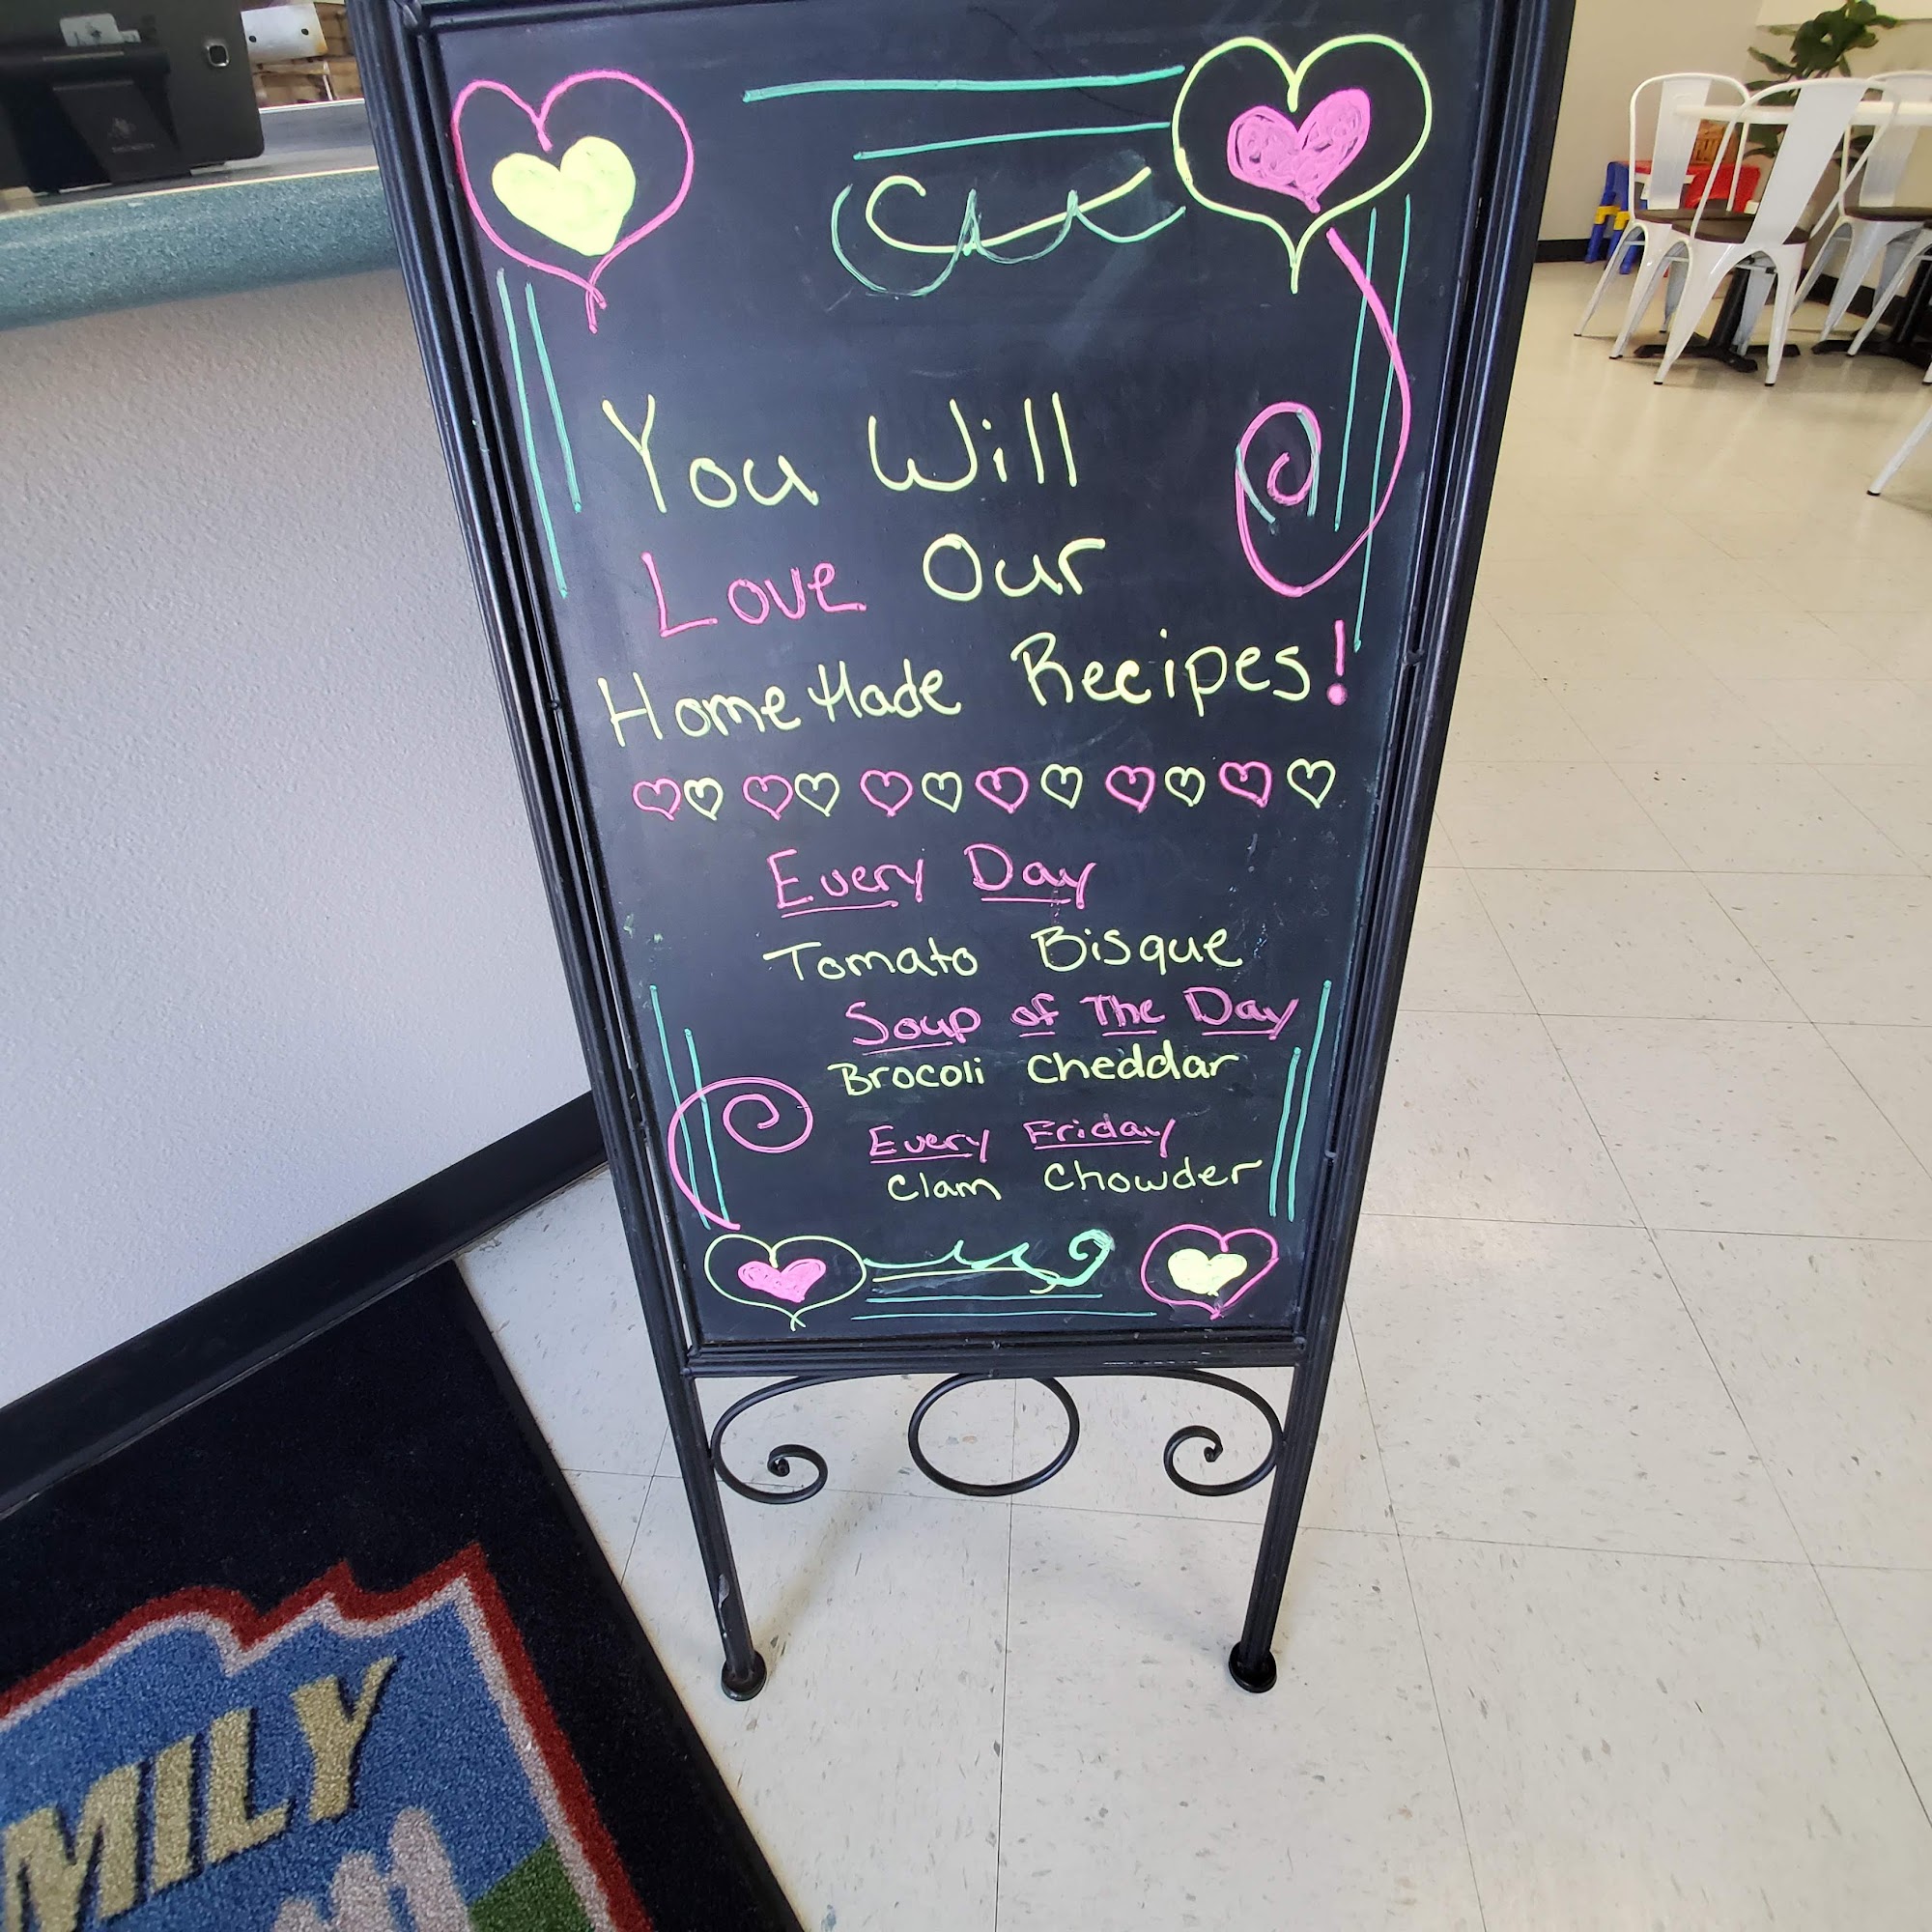 You Will
Love Our
HomeMade Recipes!
Every Day
Tomato Bisque
Soup of The Day
Brocoli Cheddar
Every Friday
Clam Chowder
MILY